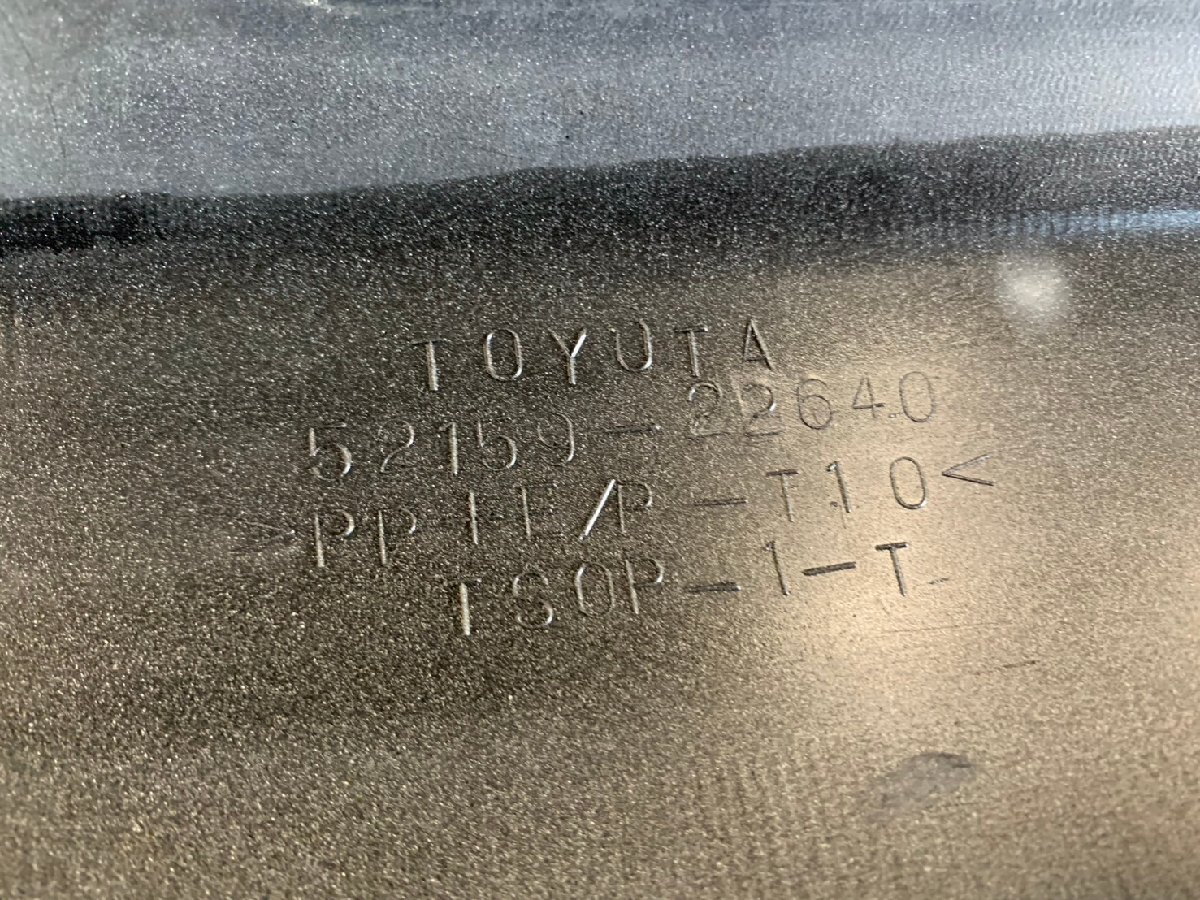 TOYOTA
52159-22640
>PP+E/P-T10<
TSOP-1-T